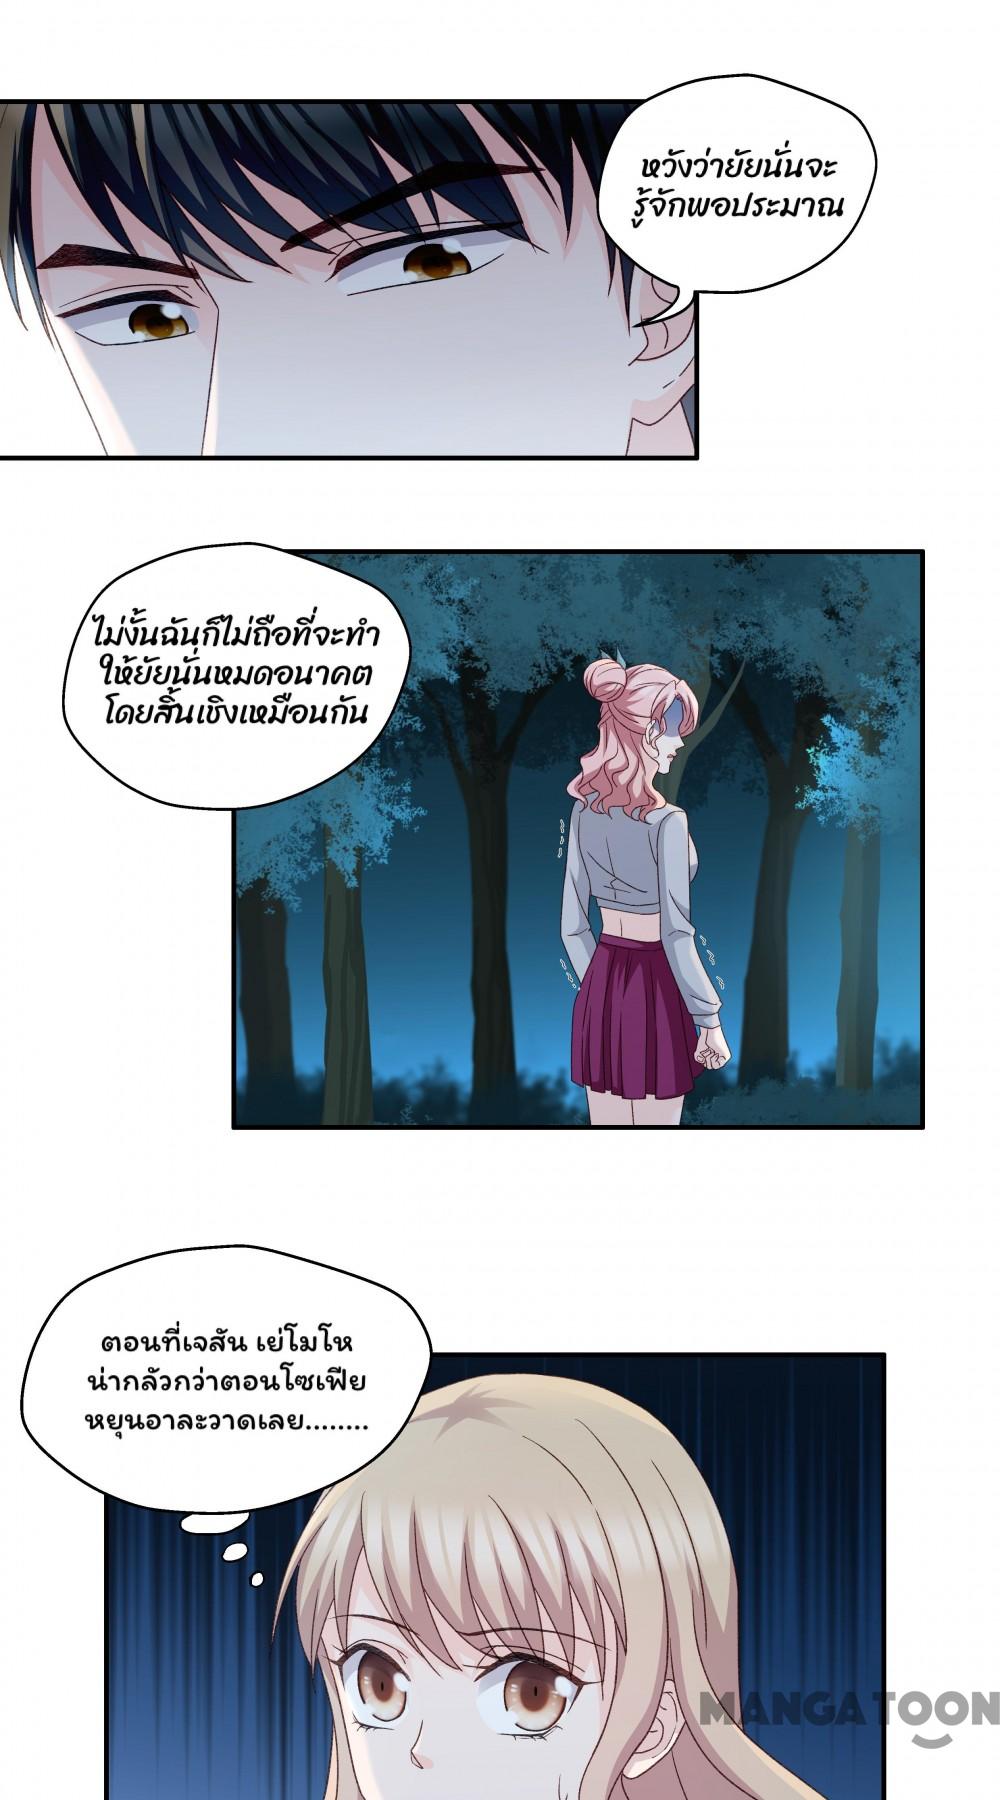 หวังว่ายัยนั่นจะ
รู้จักพอประมาณ
ไม่งั้นฉันก็ไม่ถือที่จะทำ
ให้ยัยนั่นหมดอนาคต
โดยสิ้นเชิงเหมือนกัน
ตอนที่เจสัน เย่โมโห
น่ากลัวกว่าตอนโซเฟีย
หยุนอาละวาดเลย........
MANGATOON